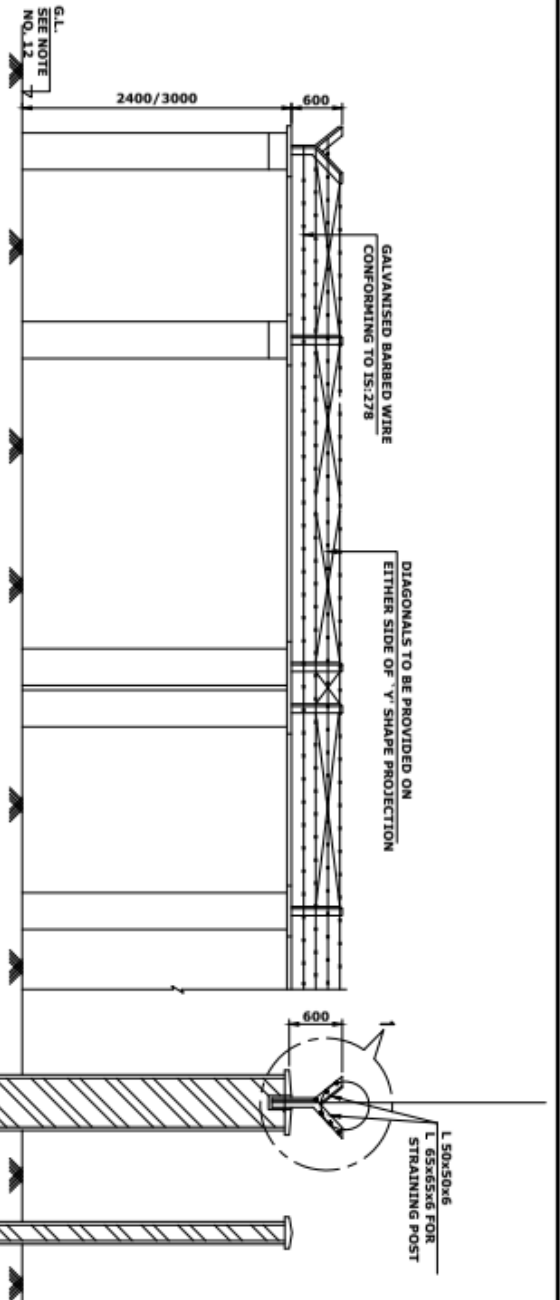 G.L.
SEE NOTE
NO. 12
2400/3000
600
GALVANISED BARBED WIRE
CONFORMING TO IS:278
DIAGONALS TO BE PROVIDED ON
EITHER SIDE OF 'Y' SHAPE PROJECTION
600
1
L 50x50x6
L 65x65x6 FOR
STRAINING POST